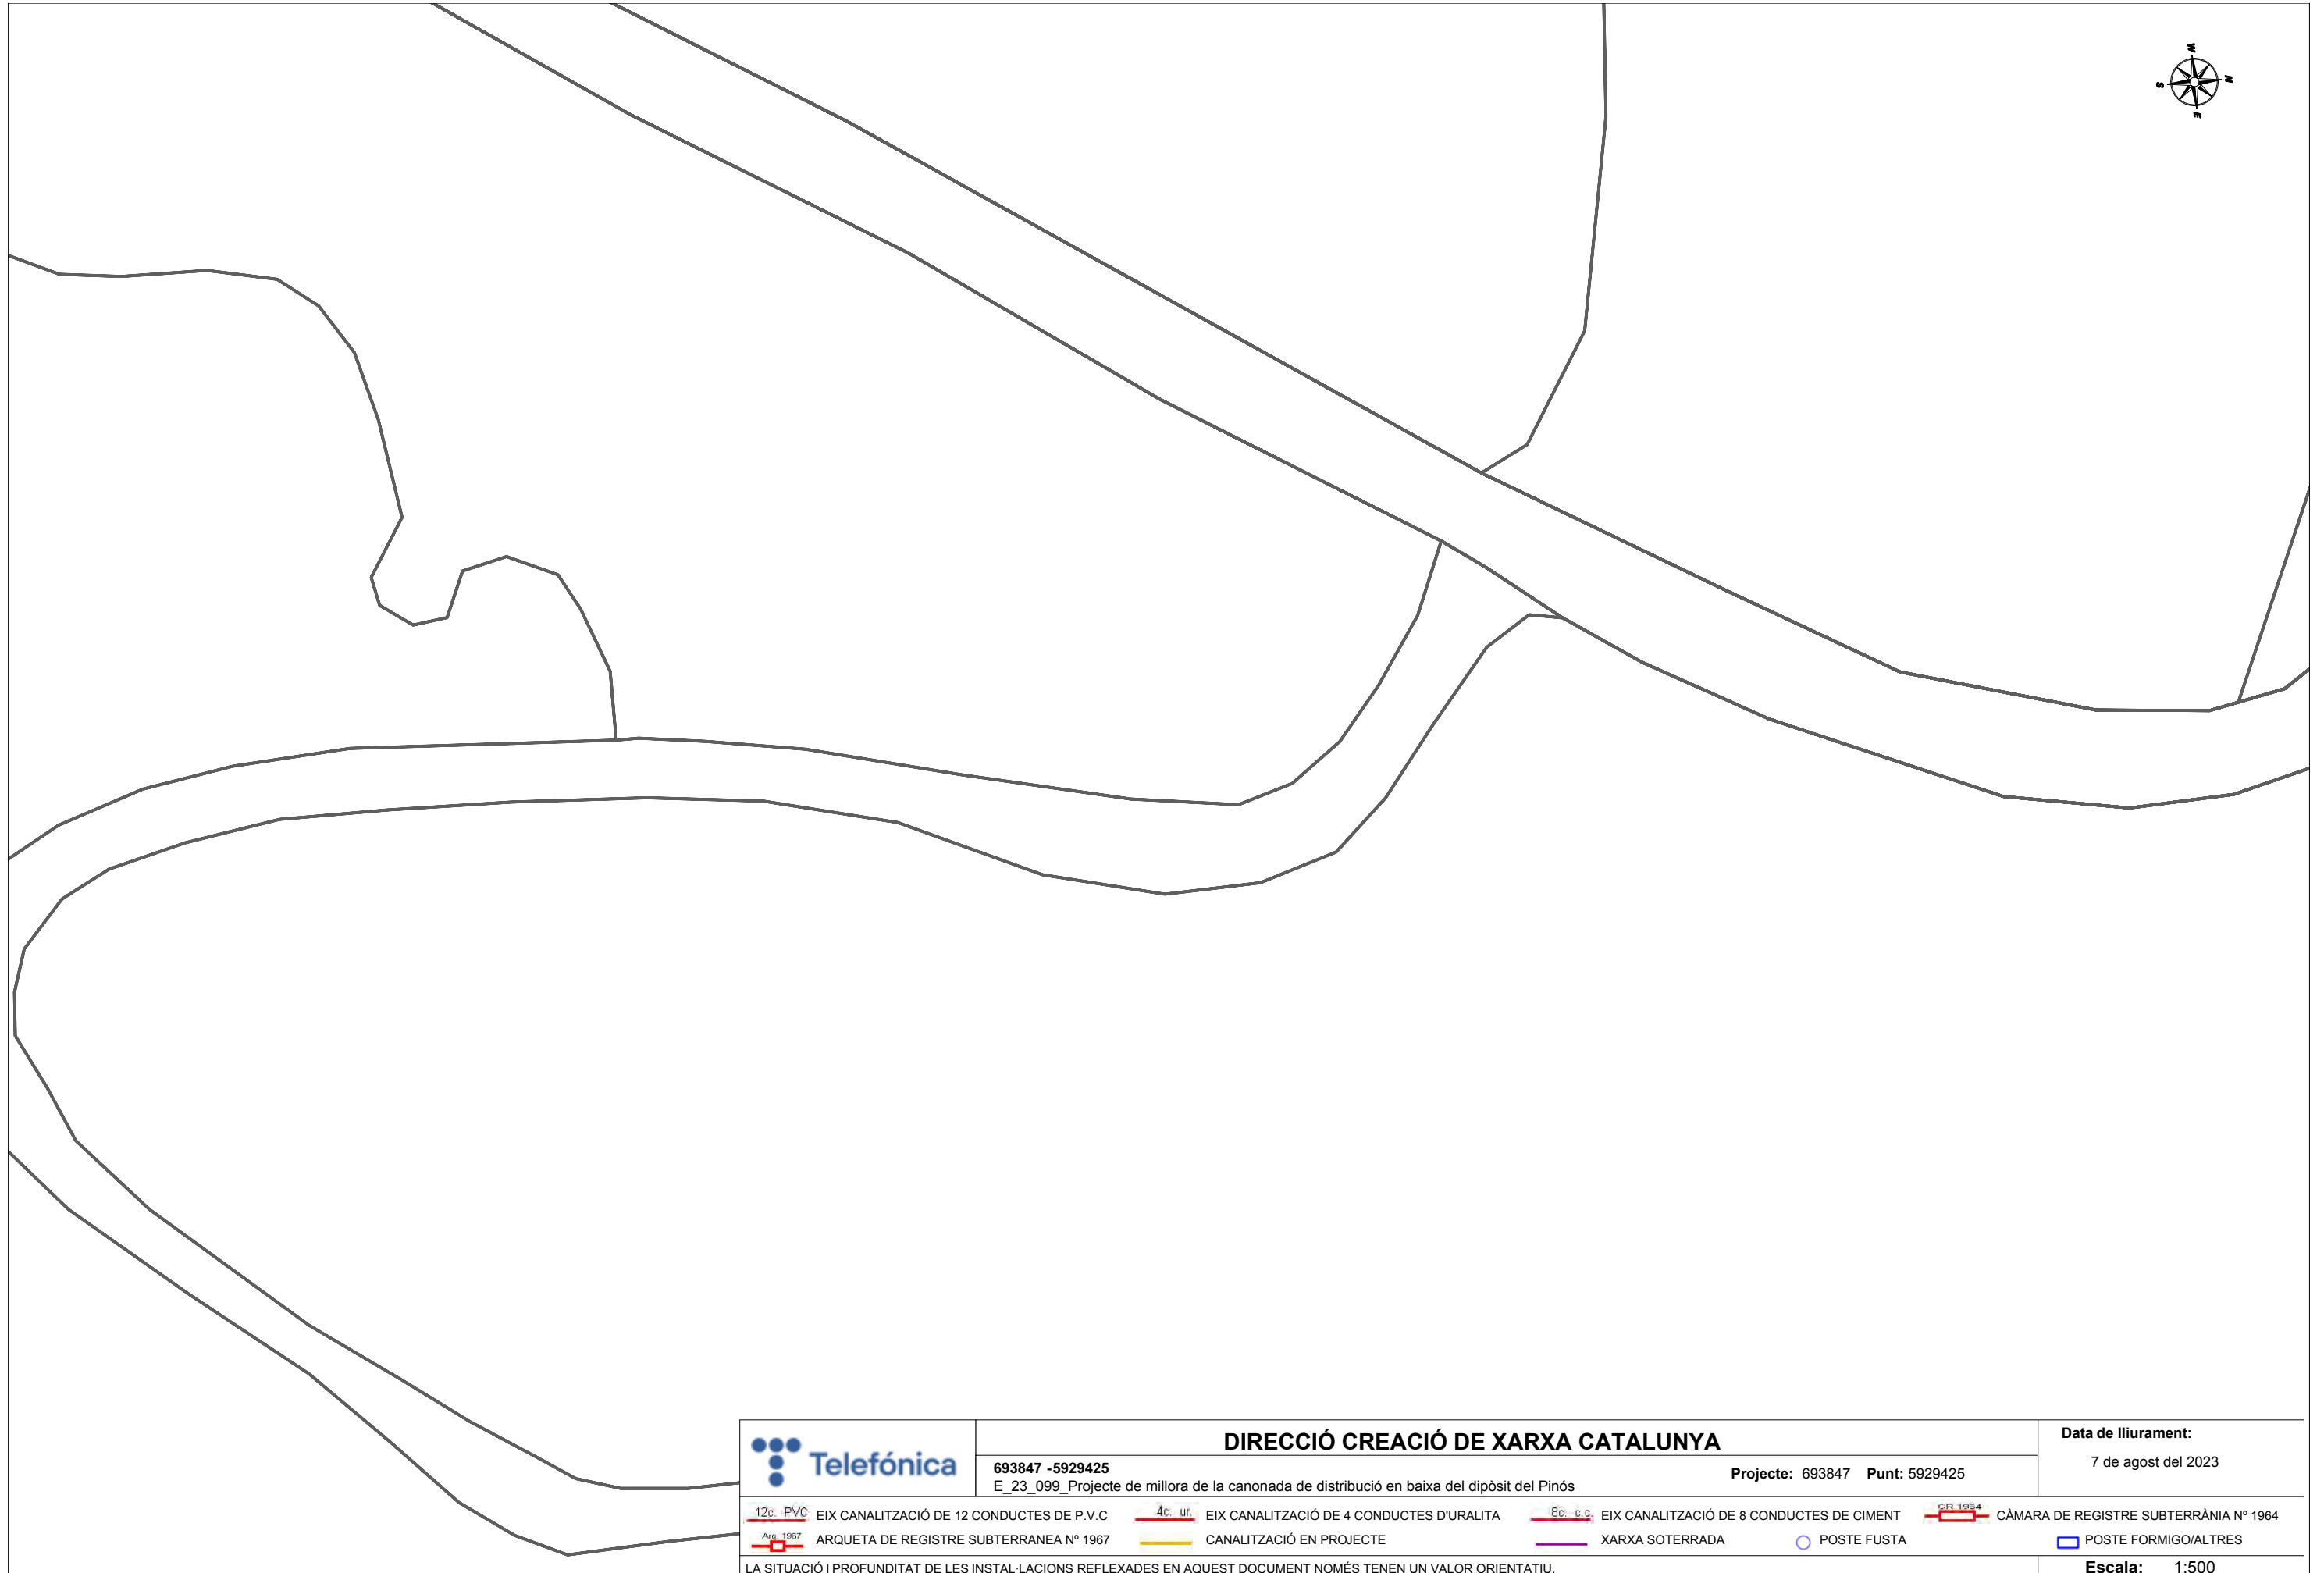 W
N
S
E
Telefónica
DIRECCIÓ CREACIÓ DE XARXA CATALUNYA
693847 -5929425
E_23_099_Projecte de millora de la canonada de distribució en baixa del dipòsit del Pinós
Projecte: 693847 Punt: 5929425
Data de lliurament:
7 de agost del 2023
12c. PVC EIX CANALITZACIÓ DE 12 CONDUCTES DE P.V.C
4c. ur. EIX CANALITZACIÓ DE 4 CONDUCTES D'URALITA
8c. c.c. EIX CANALITZACIÓ DE 8 CONDUCTES DE CIMENT
CR 1964 CÀMARA DE REGISTRE SUBTERRÀNIA Nº 1964
Arq. 1967 ARQUETA DE REGISTRE SUBTERRANEA Nº 1967
CANALITZACIÓ EN PROJECTE
XARXA SOTERRADA
POSTE FUSTA
POSTE FORMIGO/ALTRES
LA SITUACIÓ I PROFUNDITAT DE LES INSTAL·LACIONS REFLEXADES EN AQUEST DOCUMENT NOMÉS TENEN UN VALOR ORIENTATIU.
Escala: 1:500